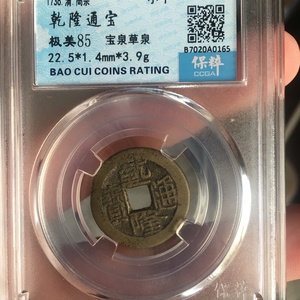 1736.清.高宗
乾隆通宝
极美85 宝泉草泉
22.5*1.4mm*3.9g
BAO CUI COINS RATING
B7020A0165
保粹
CCGA
乾隆通寶